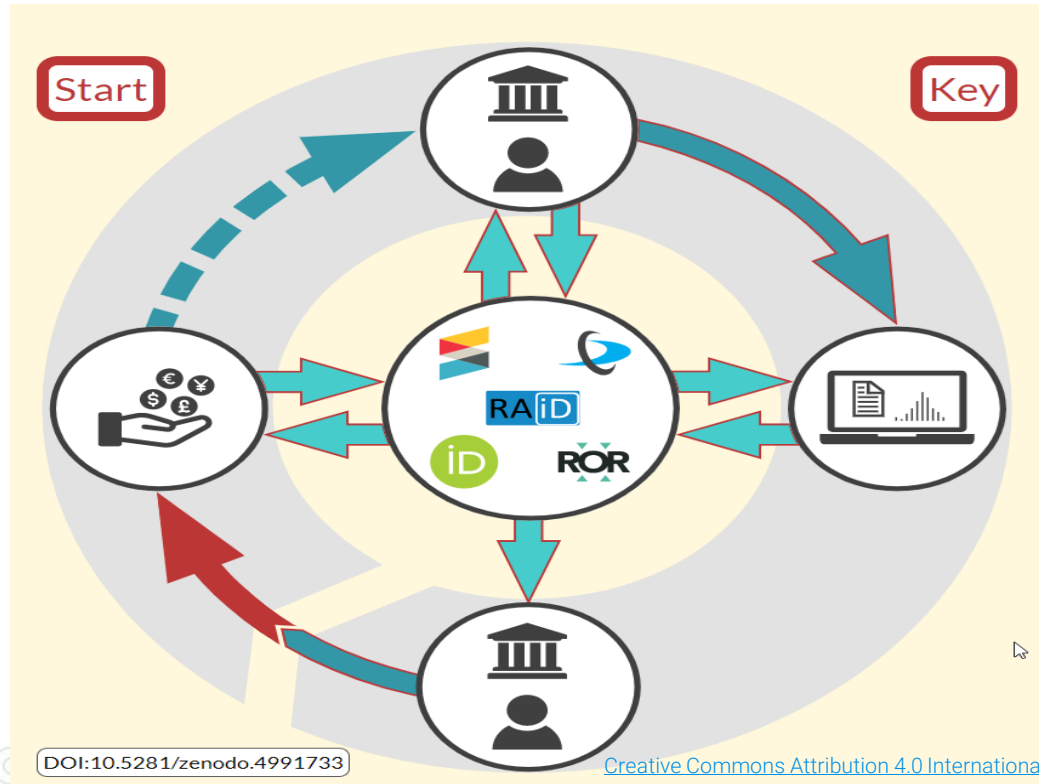 Start
Key
€ ¥
$ £
RAiD
iD
ROR
DOI:10.5281/zenodo.4991733
Creative Commons Attribution 4.0 Internationa